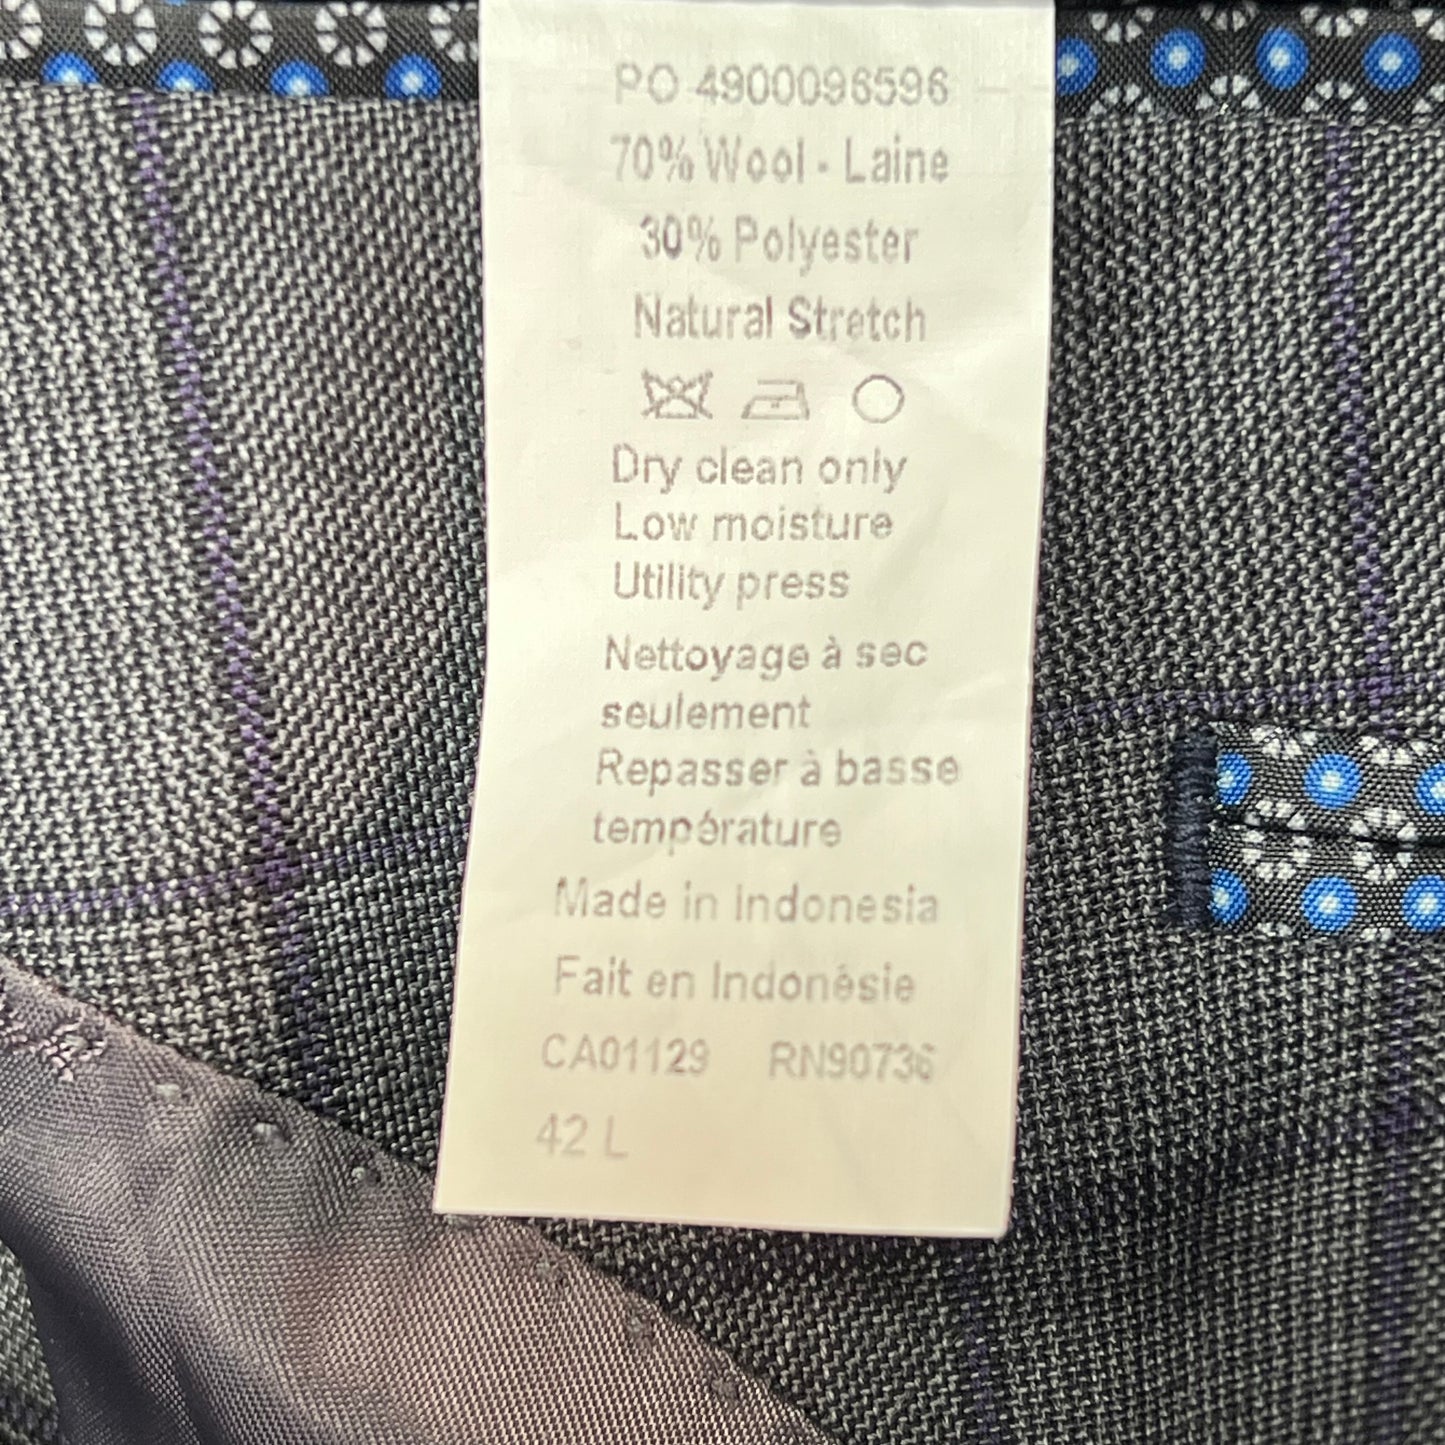 PO 4900096596
70% Wool - Laine
30% Polyester
Natural Stretch
Dry clean only
Low moisture
Utility press
Nettoyage à sec
seulement
Repasser à basse
température
Made in Indonesia
Fait en Indonésie
CA01129 RN90736
42 L